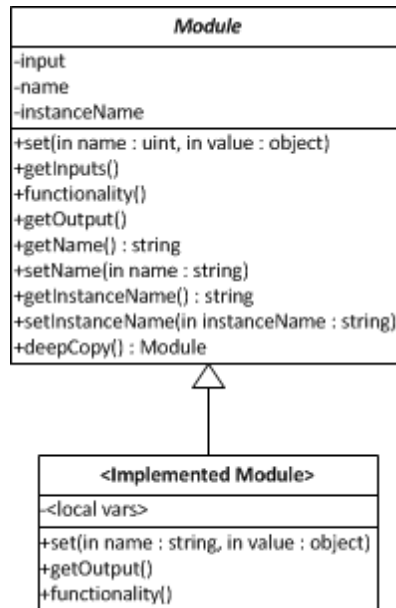 Module
-input
-name
-instanceName
+set(in name : uint, in value : object)
+getInputs()
+functionality()
+getOutput()
+getName() : string
+setName(in name : string)
+getInstanceName() : string
+setInstanceName(in instanceName : string)
+deepCopy() : Module
<Implemented Module>
-<local vars>
+set(in name : string, in value : object)
+getOutput()
+functionality()